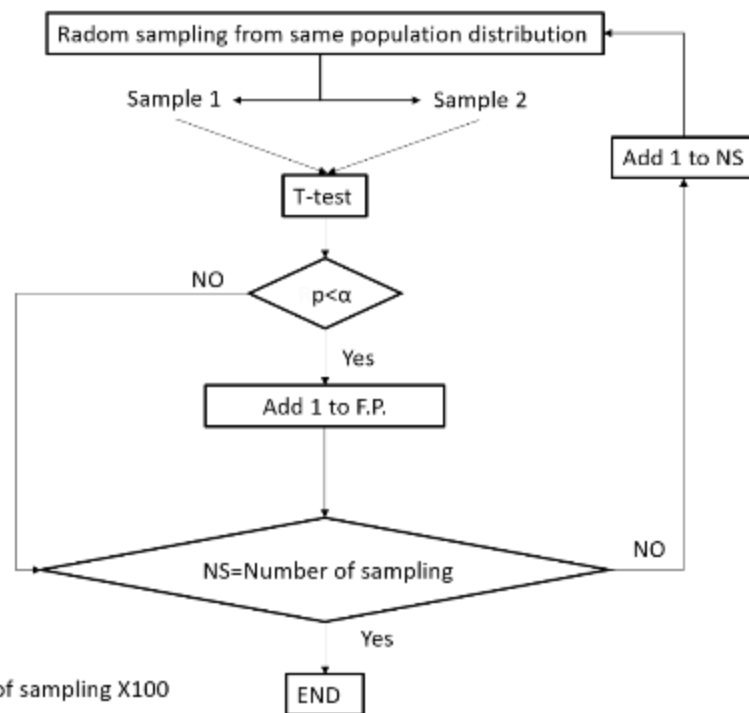 Radom sampling from same population distribution
Sample 1
Sample 2
Add 1 to NS
T-test
NO
p<α
Yes
Add 1 to F.P.
NS=Number of sampling
NO
Yes
of sampling X100
END